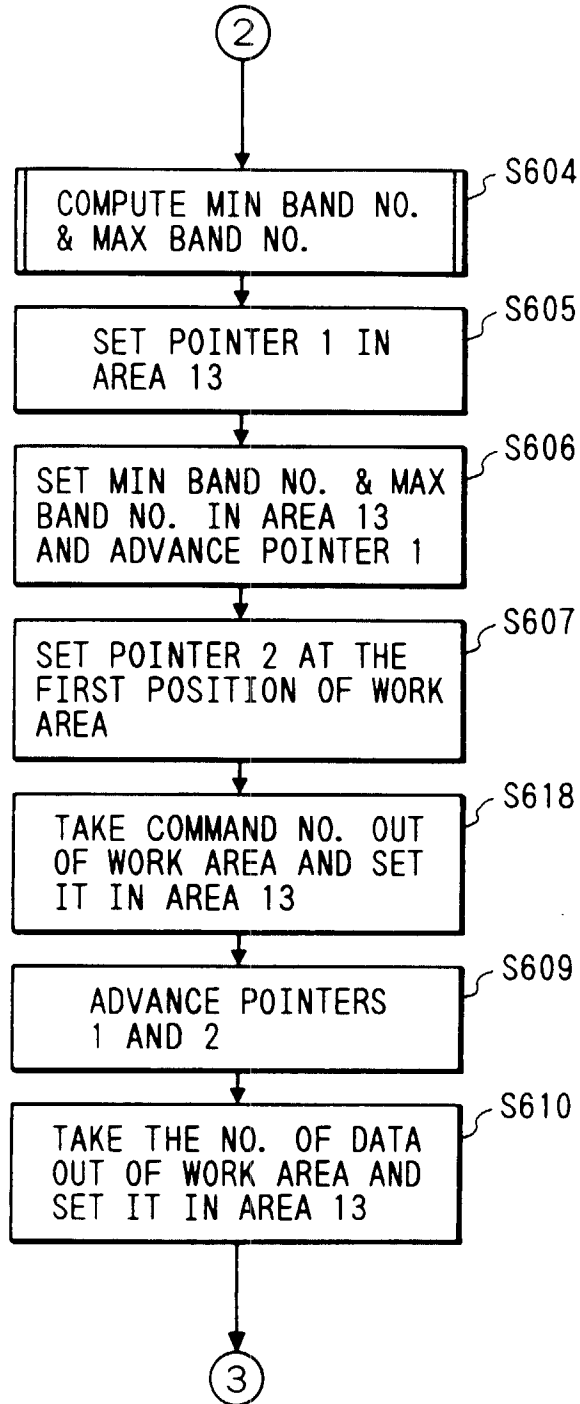 2
S604
COMPUTE MIN BAND NO.
& MAX BAND NO.
S605
SET POINTER 1 IN
AREA 13
S606
SET MIN BAND NO. & MAX
BAND NO. IN AREA 13
AND ADVANCE POINTER 1
S607
SET POINTER 2 AT THE
FIRST POSITION OF WORK
AREA
S618
TAKE COMMAND NO. OUT
OF WORK AREA AND SET
IT IN AREA 13
S609
ADVANCE POINTERS
1 AND 2
S610
TAKE THE NO. OF DATA
OUT OF WORK AREA AND
SET IT IN AREA 13
3